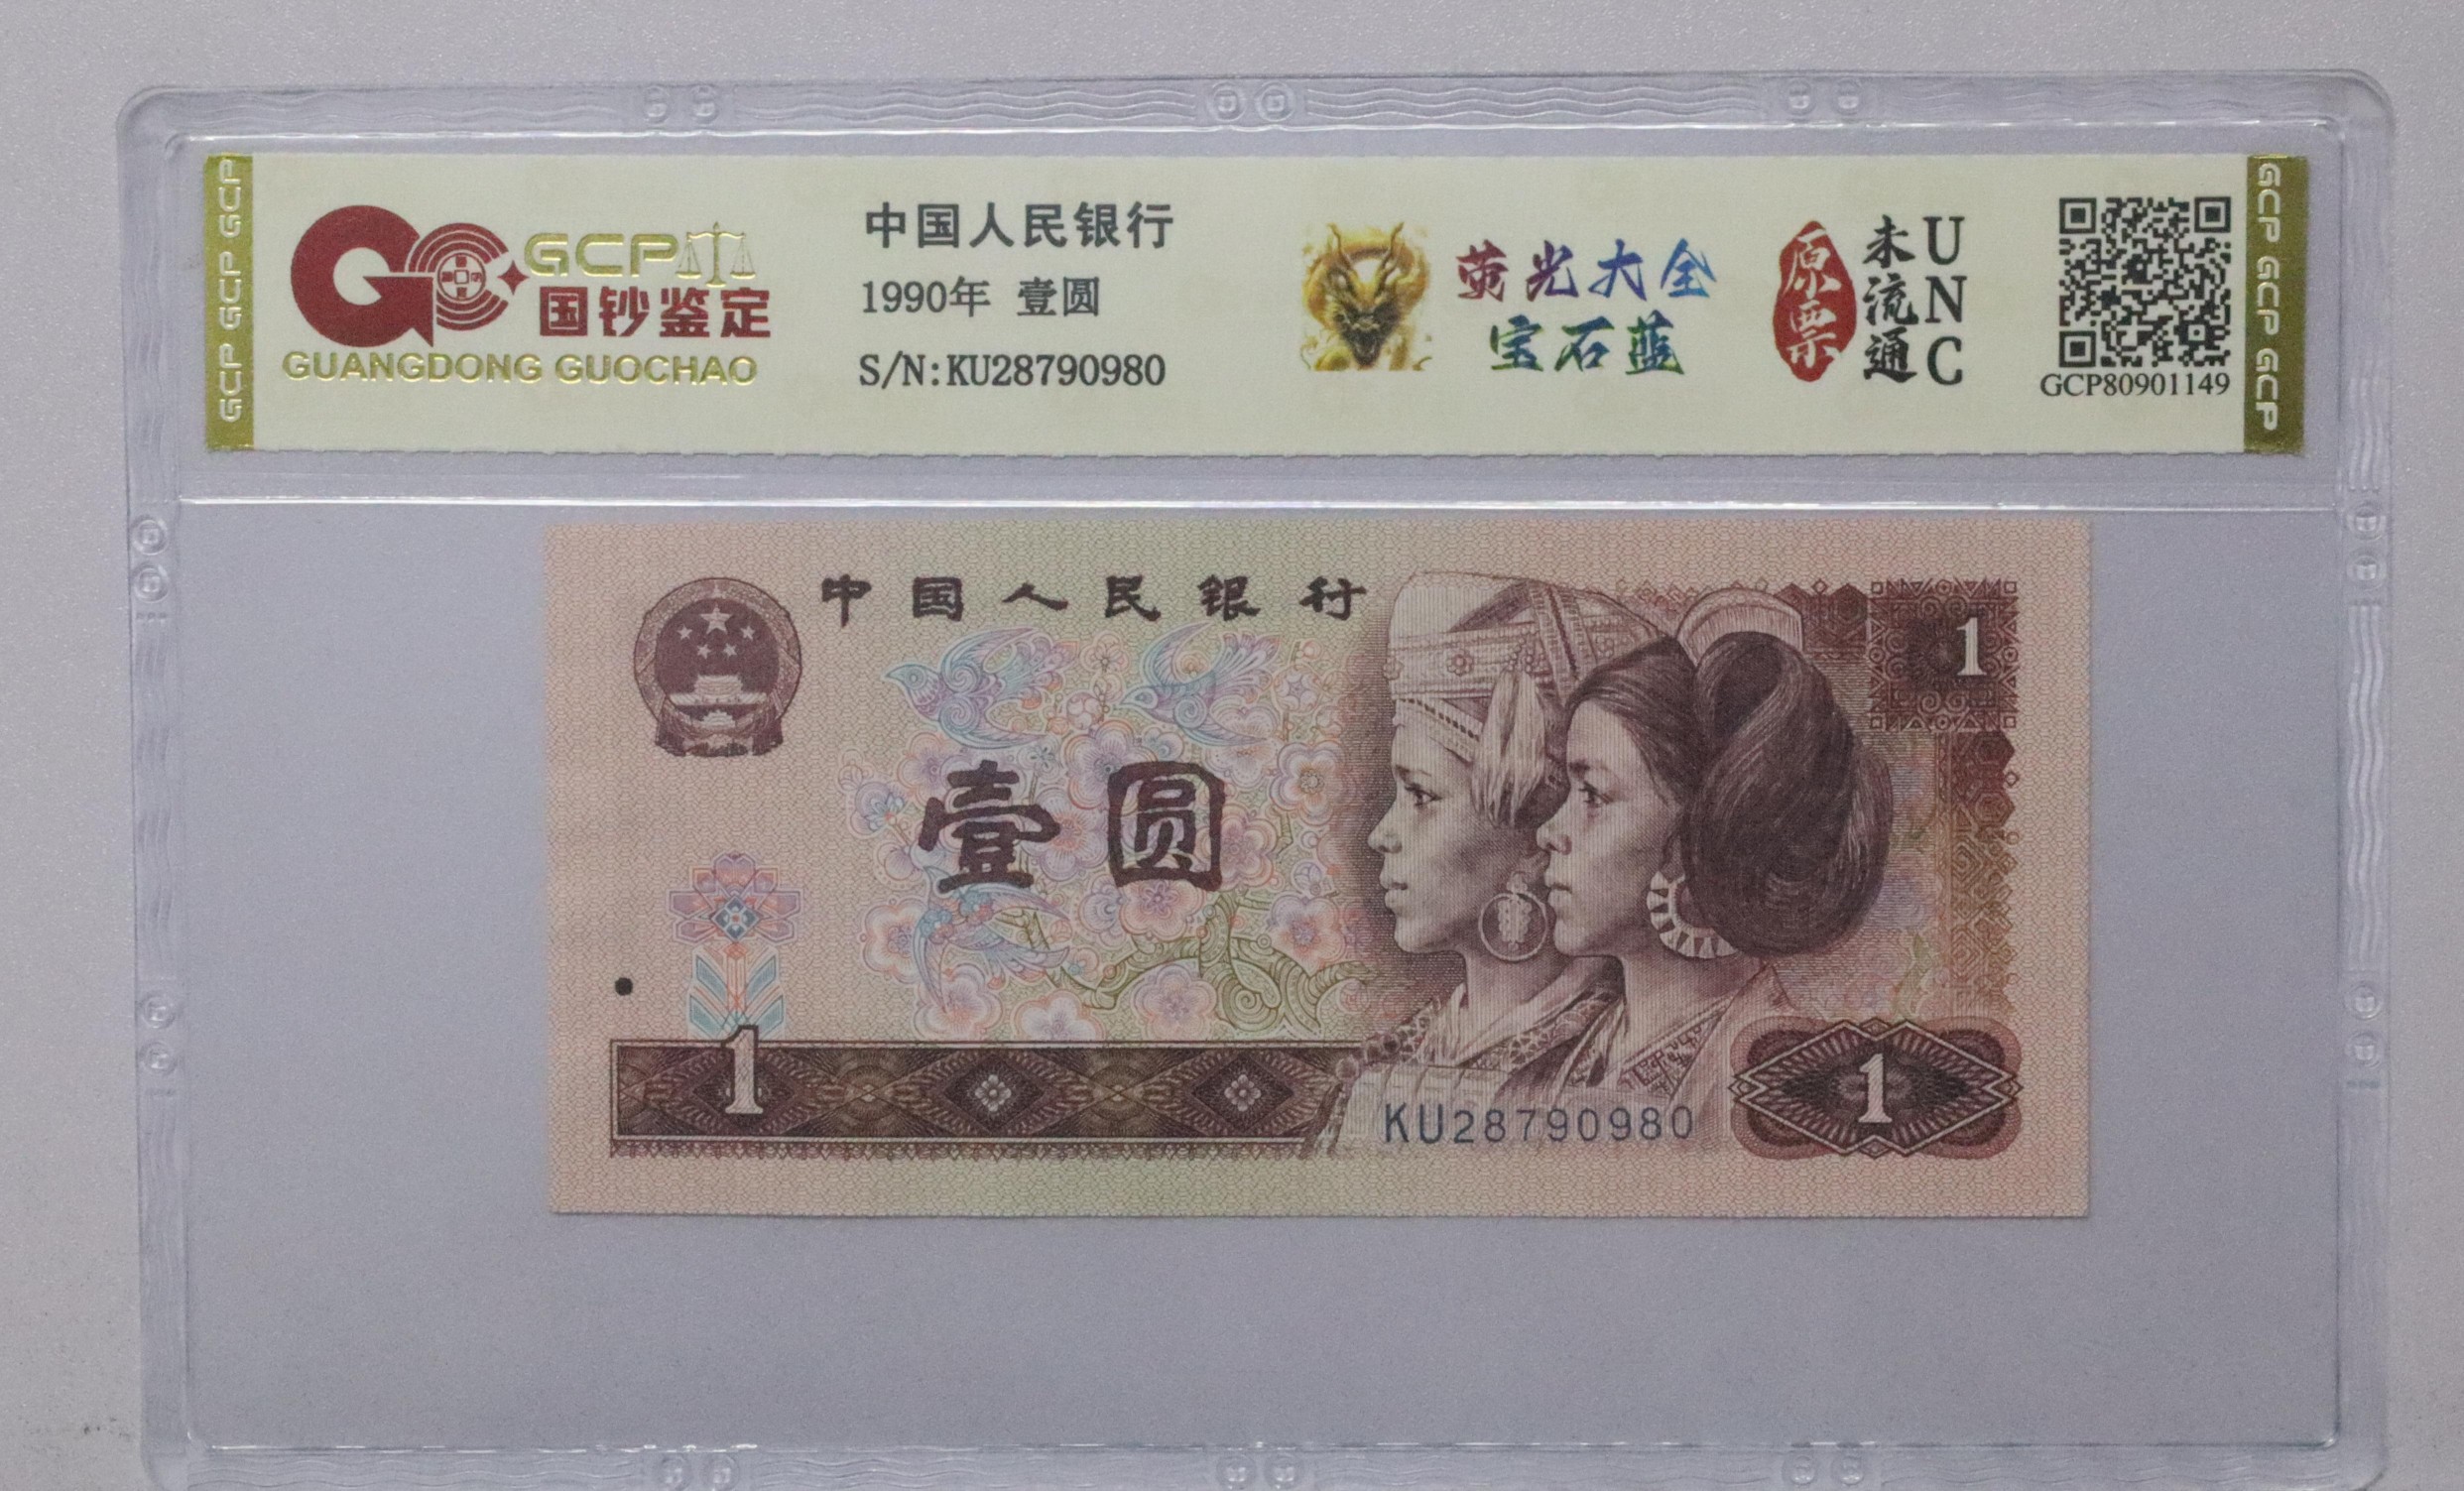 GCP GCP GCP
GCP
国钞鉴定
GUANGDONG GUOCHAO
中国人民银行
1990年 壹圆
S/N:KU28790980
荧光大全
宝石蓝
原票
未流通
UNC
GCP80901149
GCP GCP GCP
中国人民银行
1
壹圆
1
KU28790980
1